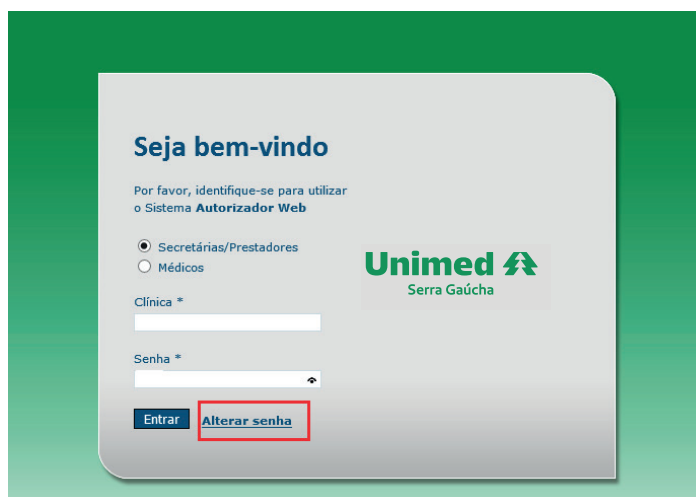 Seja bem-vindo
Por favor, identifique-se para utilizar
o Sistema Autorizador Web
Secretárias/Prestadores
Médicos
Clínica *
Senha *
Entrar Alterar senha
Unimed
Serra Gaúcha